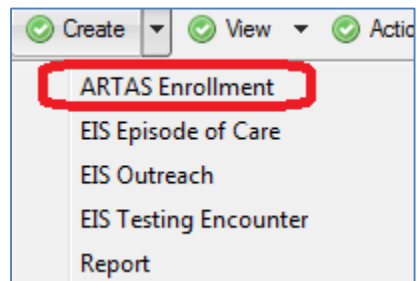 Create View Actio
ARTAS Enrollment
EIS Episode of Care
EIS Outreach
EIS Testing Encounter
Report